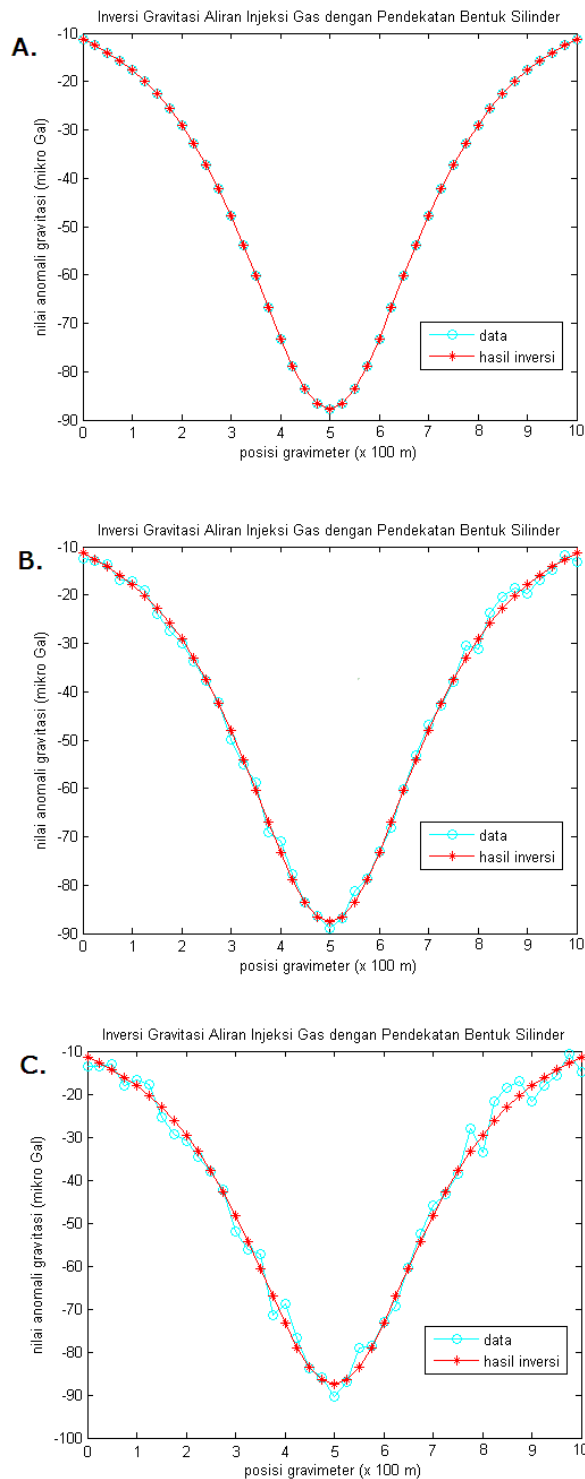 A.
Inversi Gravitasi Aliran Injeksi Gas dengan Pendekatan Bentuk Silinder
-10
-20
-30
-40
-50
-60
-70
-80
-90
nilai anomali gravitasi (mikro Gal)
data
hasil inversi
0 1 2 3 4 5 6 7 8 9 10
posisi gravimeter (x 100 m)
B.
Inversi Gravitasi Aliran Injeksi Gas dengan Pendekatan Bentuk Silinder
-10
-20
-30
-40
-50
-60
-70
-80
-90
nilai anomali gravitasi (mikro Gal)
data
hasil inversi
0 1 2 3 4 5 6 7 8 9 10
posisi gravimeter (x 100 m)
C.
Inversi Gravitasi Aliran Injeksi Gas dengan Pendekatan Bentuk Silinder
-10
-20
-30
-40
-50
-60
-70
-80
-90
-100
nilai anomali gravitasi (mikro Gal)
data
hasil inversi
0 1 2 3 4 5 6 7 8 9 10
posisi gravimeter (x 100 m)